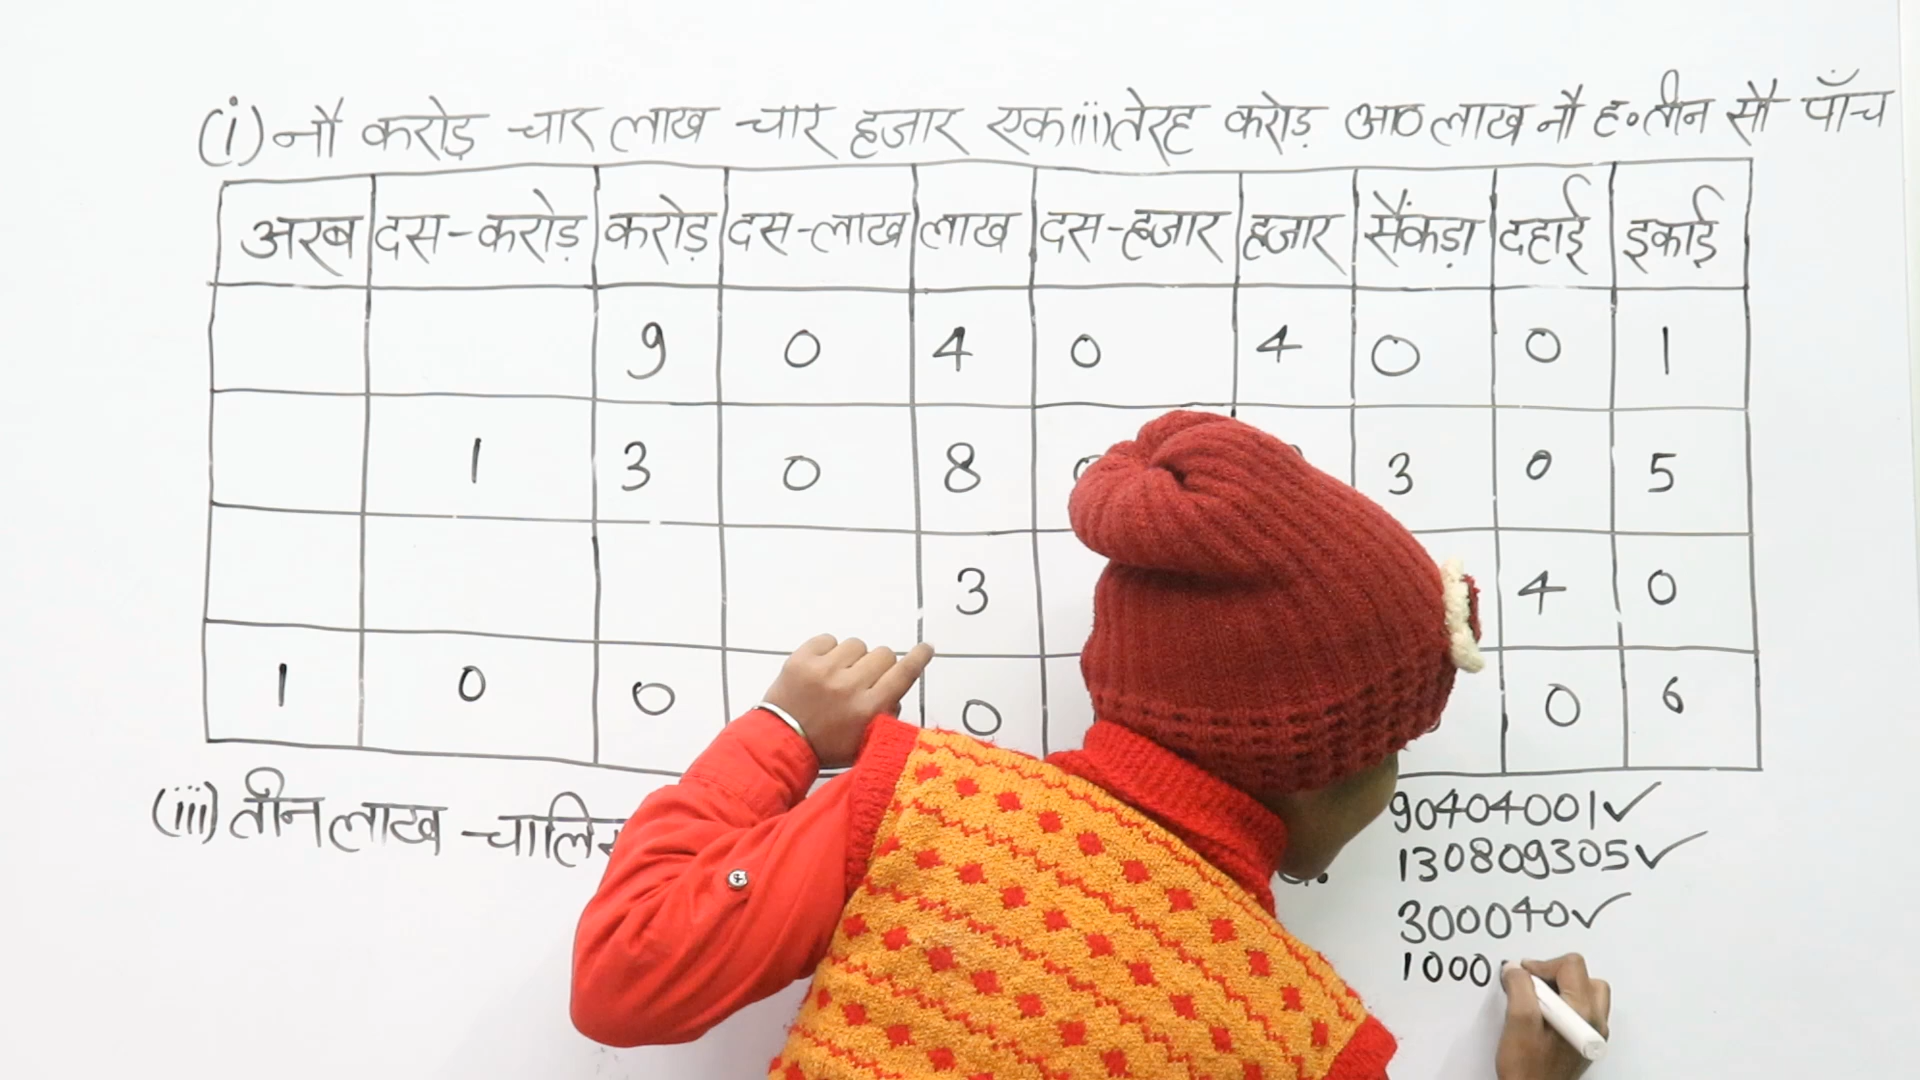 (i) नौ करोड़ चार लाख चार हजार एक (ii) तेरह करोड़ आठ लाख नौ ह॰ तीन सौ पाँच
अरब दस-करोड़ करोड़ दस-लाख लाख दस-हजार हजार सैंकड़ा दहाई इकाई
9 0 4 0 4 0 0 1
1 3 0 8 3 0 5
3 4 0
1 0 0 0 0 6
(iii) तीन लाख चालि
90404001✓
130809305✓
300040✓
1000